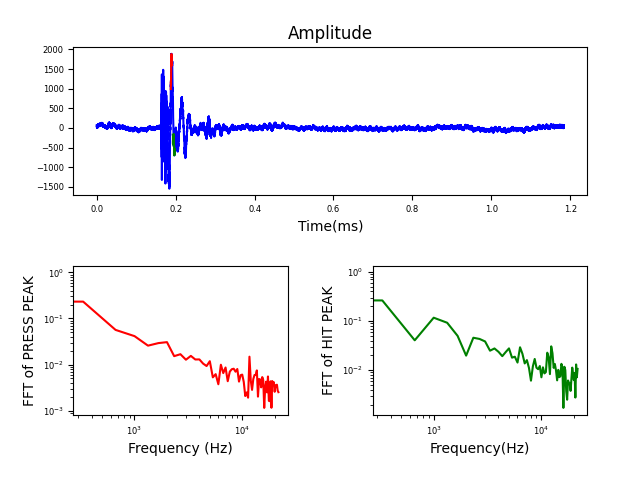 Amplitude
2000
1500
1000
500
0
−500
−1000
−1500
0.0 0.2 0.4 0.6 0.8 1.0 1.2
Time(ms)
FFT of PRESS PEAK
10⁰
10⁻¹
10⁻²
10⁻³
10³ 10⁴
Frequency (Hz)
FFT of HIT PEAK
10⁰
10⁻¹
10⁻²
10³ 10⁴
Frequency(Hz)